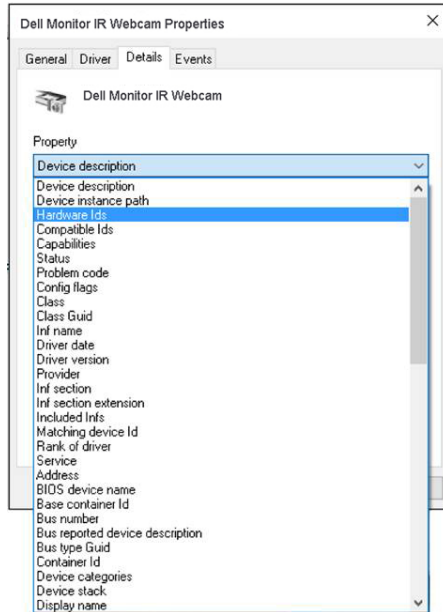 Dell Monitor IR Webcam Properties
General Driver Details Events
Dell Monitor IR Webcam
Property
Device description
Device description
Device instance path
Hardware Ids
Compatible Ids
Capabilities
Status
Problem code
Config flags
Class
Class Guid
Inf name
Driver date
Driver version
Provider
Inf section
Inf section extension
Included Infs
Matching device Id
Rank of driver
Service
Address
BIOS device name
Base container Id
Bus number
Bus reported device description
Bus type Guid
Container Id
Device categories
Device stack
Display name